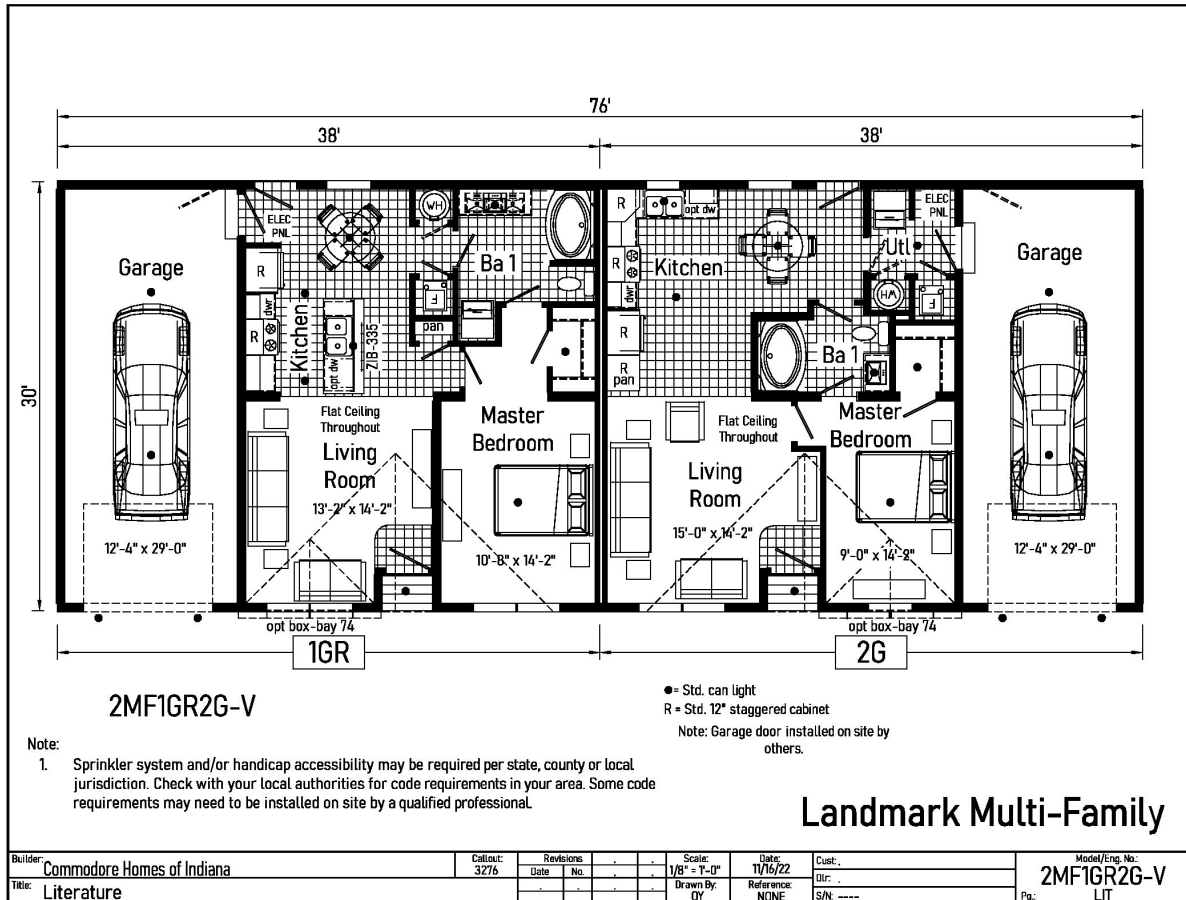 76'
38'
38'
30'
Garage
12'-4" x 29'-0"
ELEC
PNL
WH
R
dwr
R
Kitchen
opt dw
ZIB-335
F
pan
Ba 1
Flat Ceiling
Throughout
Living
Room
13'-2" x 14'-2"
Master
Bedroom
10'-8" x 14'-2"
R
opt dw
R
Kitchen
dwr
R
R
pan
Utl
ELEC
PNL
WH
F
Ba 1
Flat Ceiling
Throughout
Living
Room
15'-0" x 14'-2"
Master
Bedroom
9'-0" x 14'-2"
Garage
12'-4" x 29'-0"
opt box-bay 74
opt box-bay 74
1GR
2G
2MF1GR2G-V
●= Std. can light
R = Std. 12" staggered cabinet
Note: Garage door installed on site by
others.
Note:
1. Sprinkler system and/or handicap accessibility may be required per state, county or local
jurisdiction. Check with your local authorities for code requirements in your area. Some code
requirements may need to be installed on site by a qualified professional.
Landmark Multi-Family
Builder: Commodore Homes of Indiana
Title: Literature
Callout:
3276
Revisions
Date No.
Scale:
1/8" = 1'-0"
Drawn By:
QY
Date:
11/16/22
Reference:
NONE
Cust: .
Dlr: .
S/N: ----
Model/Eng. No.:
2MF1GR2G-V
Pg.: LIT